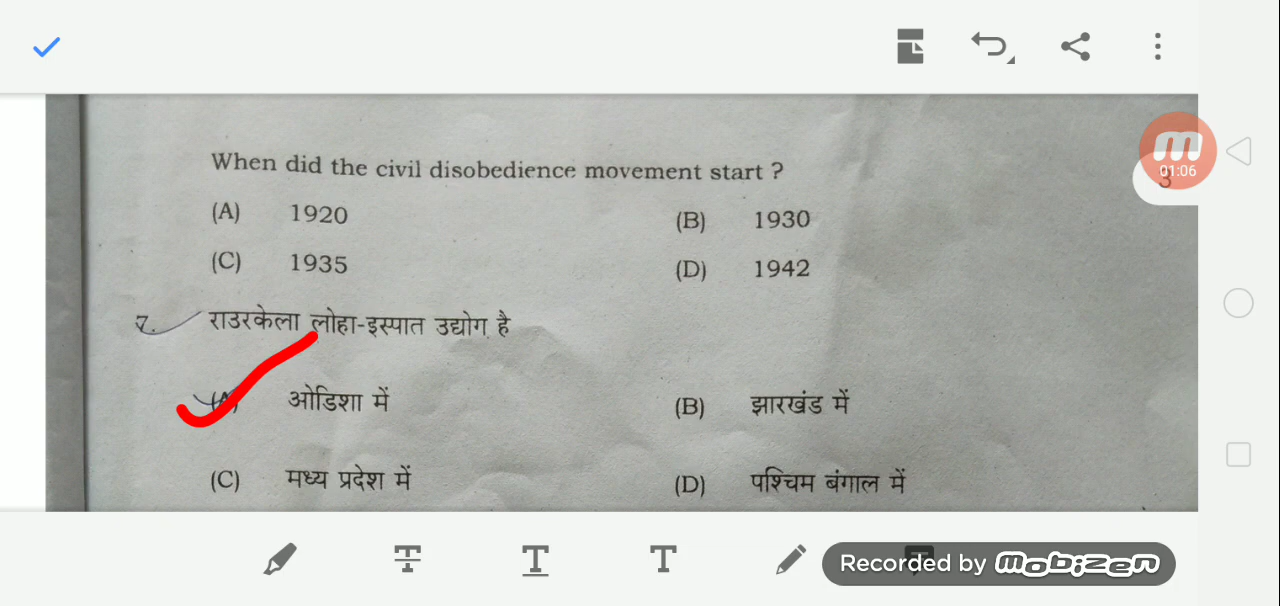 01:06
3
When did the civil disobedience movement start ?
(A) 1920 (B) 1930
(C) 1935 (D) 1942
7. राउरकेला लोहा-इस्पात उद्योग है
(A) ओडिशा में (B) झारखंड में
(C) मध्य प्रदेश में (D) पश्चिम बंगाल में
T T T
Recorded by mobizen